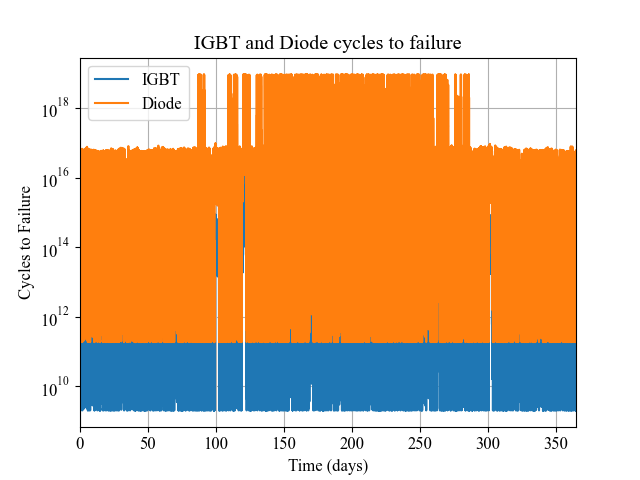 IGBT and Diode cycles to failure
IGBT
Diode
Cycles to Failure
10^18
10^16
10^14
10^12
10^10
0 50 100 150 200 250 300 350
Time (days)